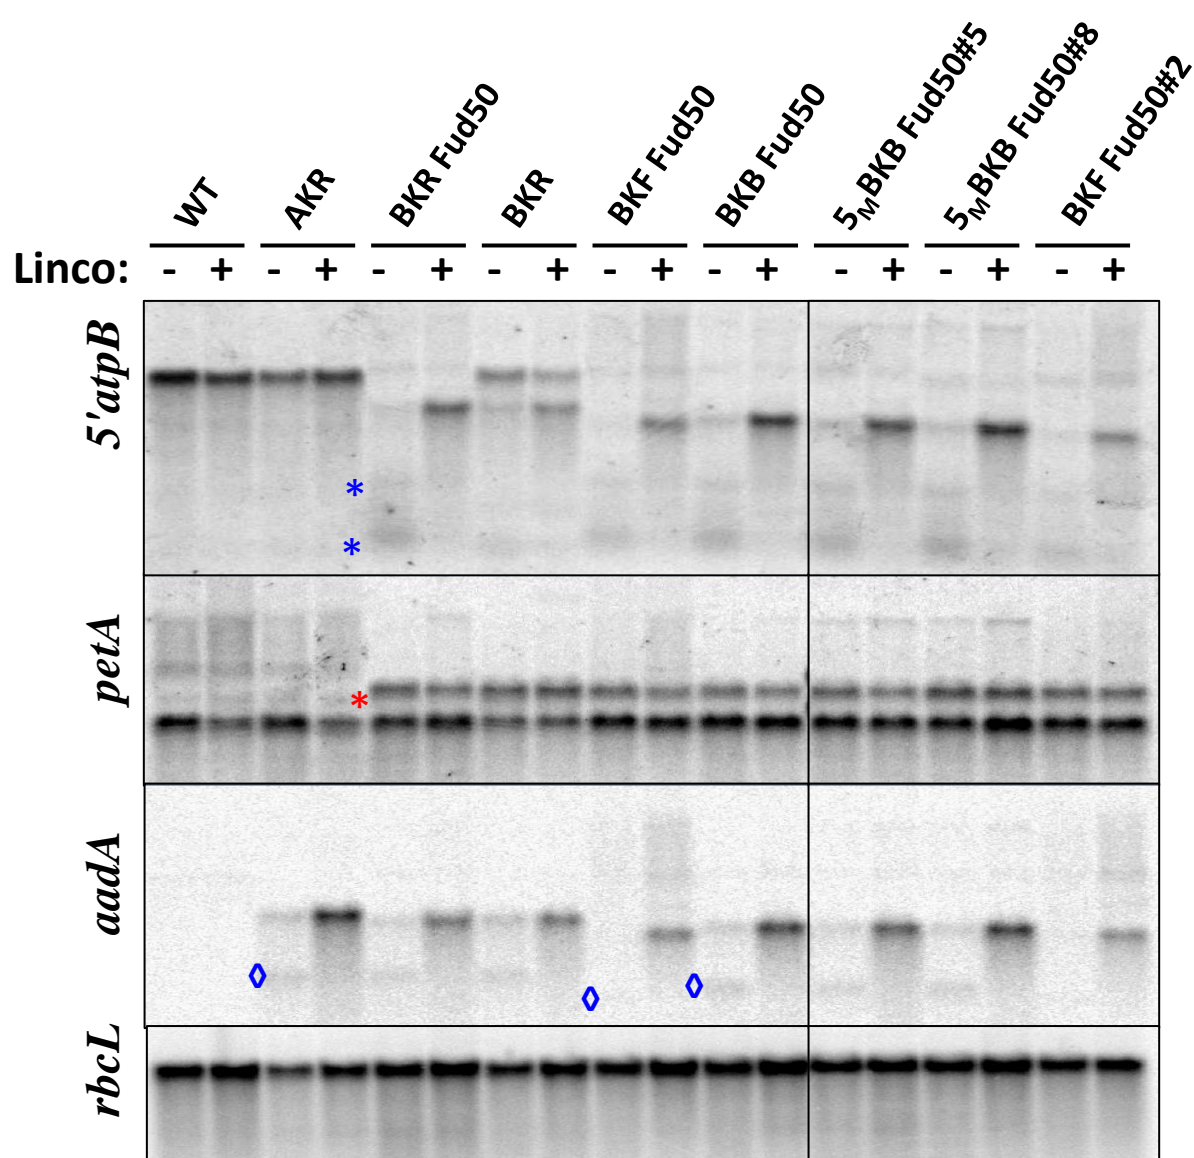 WT AKR BKR Fud50 BKR BKF Fud50 BKB Fud50 5MBKB Fud50#5 5MBKB Fud50#8 BKF Fud50#2
Linco: - + - + - + - + - + - + - + - + - +
5'atpB
*
*
petA
*
aadA
◊ ◊ ◊
rbcL